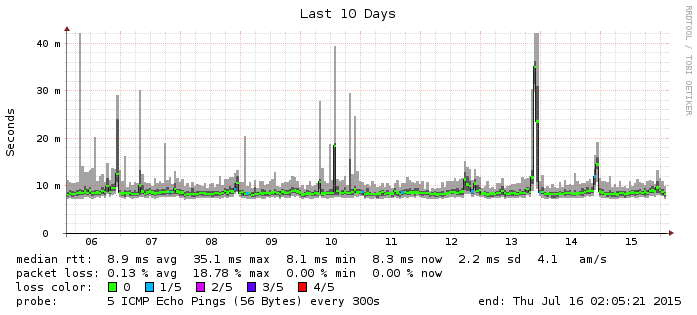 Last 10 Days
RRDTOOL / TOBI OETIKER
Seconds
40 m
30 m
20 m
10 m
0
06 07 08 09 10 11 12 13 14 15
median rtt: 8.9 ms avg 35.1 ms max 8.1 ms min 8.3 ms now 2.2 ms sd 4.1 am/s
packet loss: 0.13 % avg 18.78 % max 0.00 % min 0.00 % now
loss color: 0 1/5 2/5 3/5 4/5
probe: 5 ICMP Echo Pings (56 Bytes) every 300s end: Thu Jul 16 02:05:21 2015